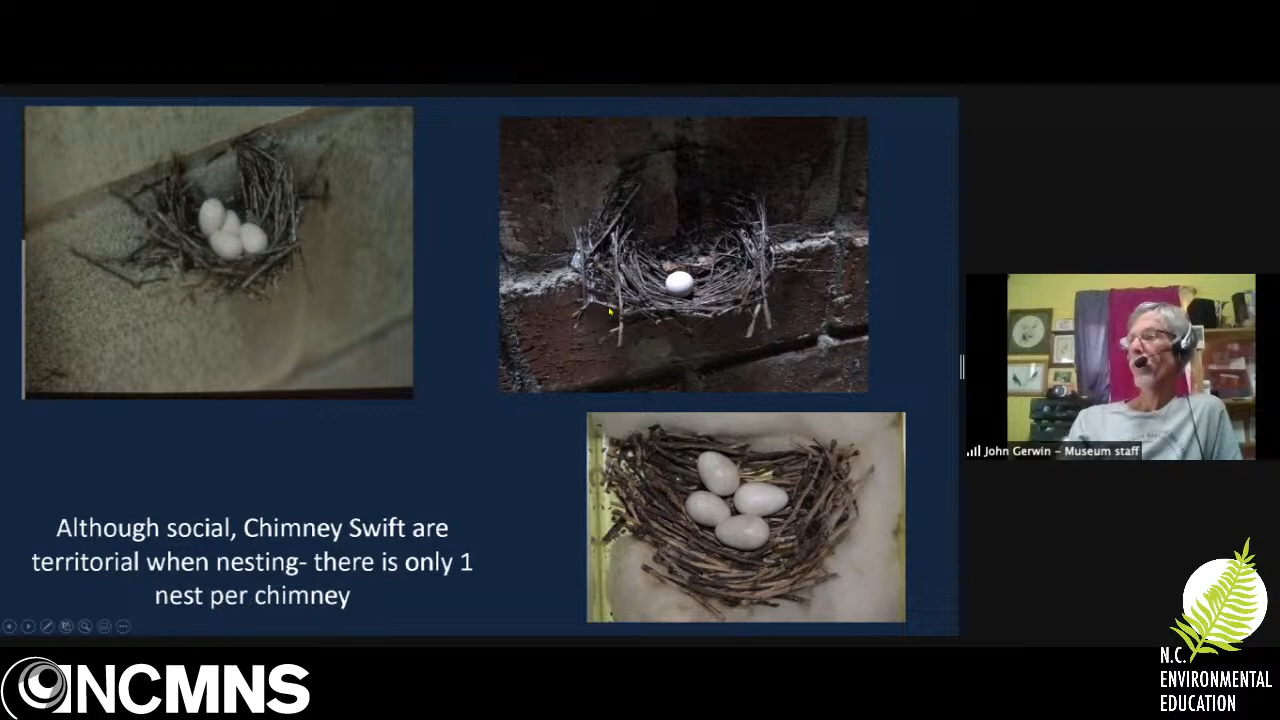 Although social, Chimney Swift are
territorial when nesting- there is only 1
nest per chimney
John Gerwin - Museum staff
NCMNS
N.C.
ENVIRONMENTAL
EDUCATION